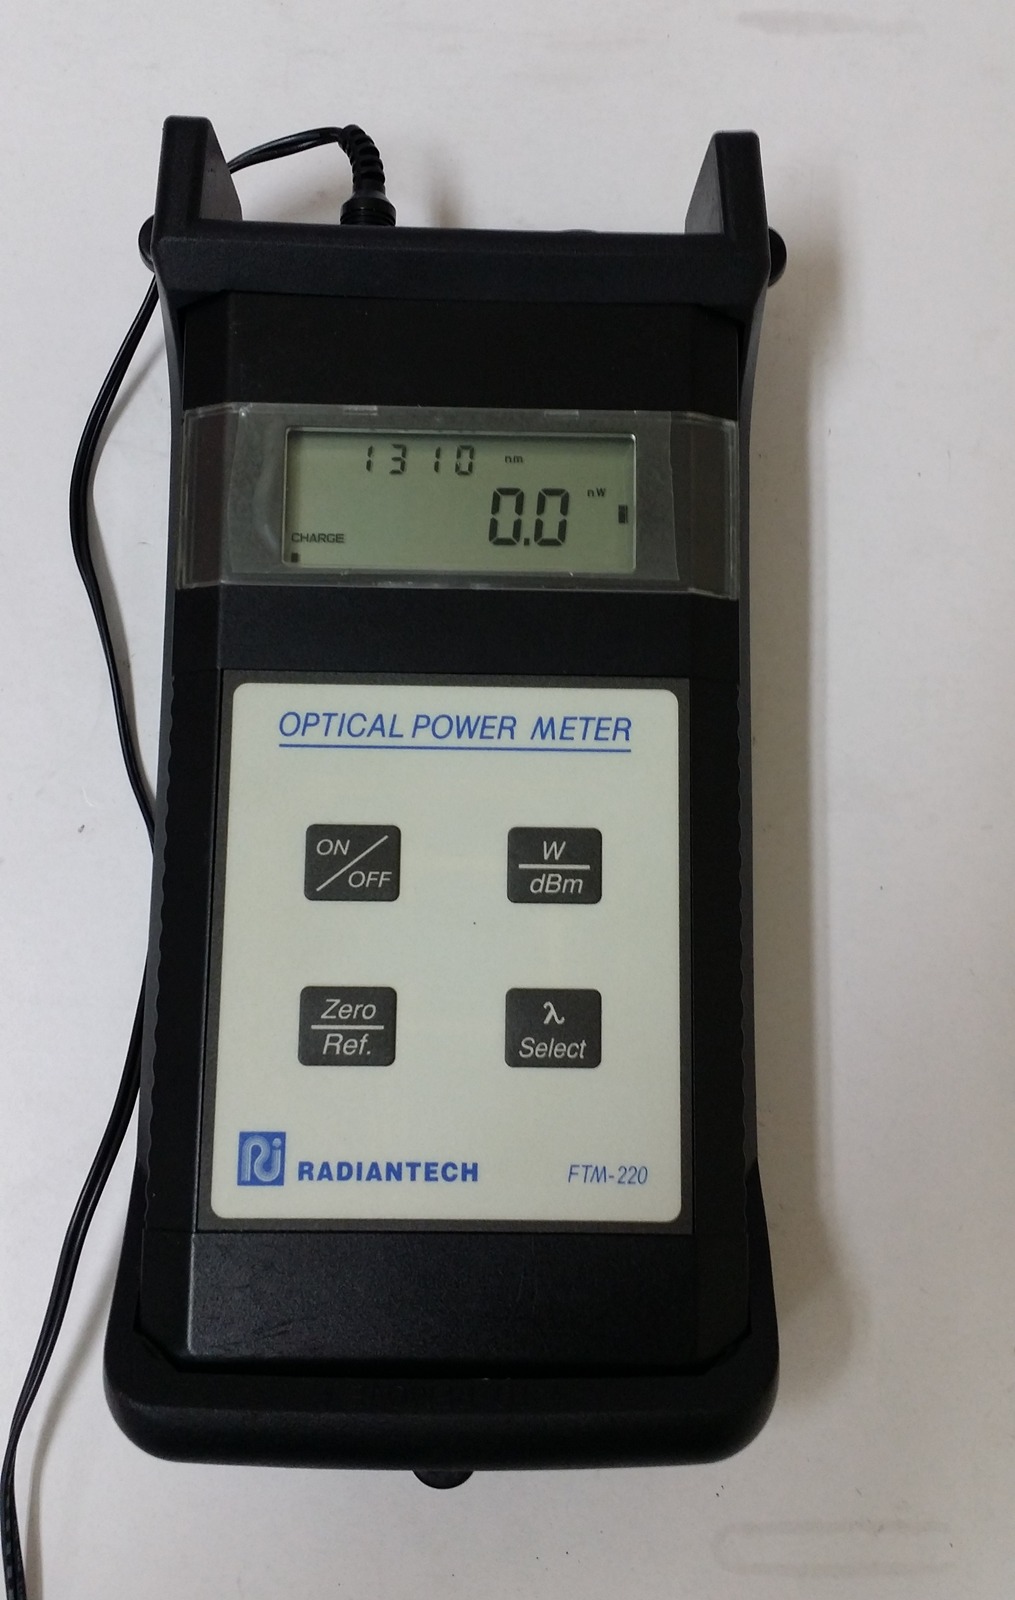 1310 nm
0.0 nW
CHARGE
OPTICAL POWER METER
ON/OFF
W
dBm
Zero
Ref.
λ
Select
RADIANTECH
FTM-220